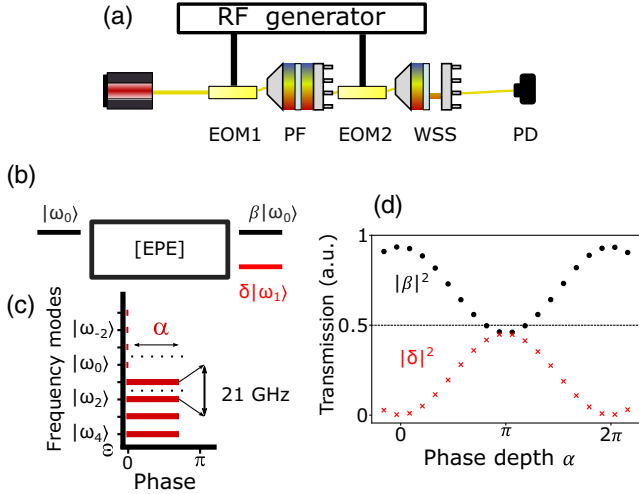 (a)
RF generator
EOM1 PF EOM2 WSS PD
(b)
|ω₀⟩ [EPE] β|ω₀⟩
δ|ω₁⟩
(c)
Frequency modes
|ω₋₂⟩
|ω₀⟩
|ω₂⟩
|ω₄⟩
α
21 GHz
ω
0 π
Phase
(d)
Transmission (a.u.)
1
0.5
0
|β|²
|δ|²
0 π 2π
Phase depth α